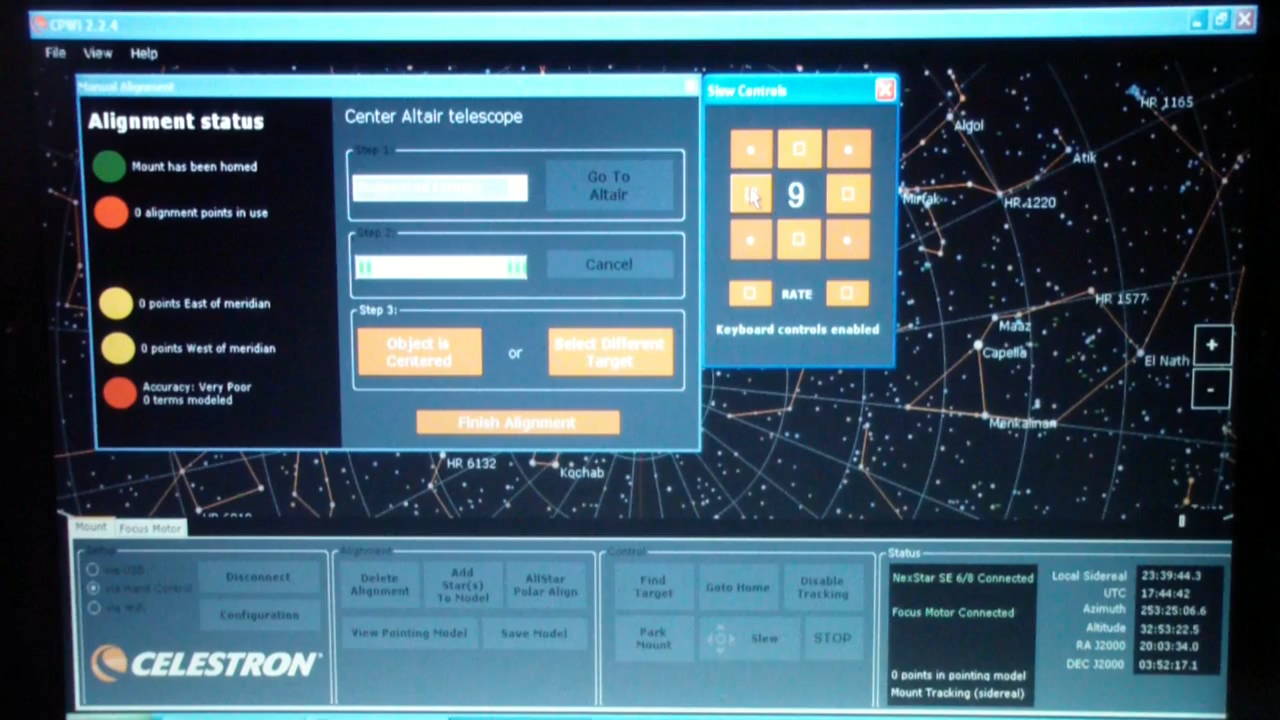 CPWI 2.2.4
File View Help
Manual Alignment
Alignment status
Mount has been homed
0 alignment points in use
0 points East of meridian
0 points West of meridian
Accuracy: Very Poor
0 terms modeled
Center Altair telescope
Step 1:
Go To
Altair
Step 2:
Cancel
Step 3:
Object is
Centered
or
Select Different
Target
Finish Alignment
Slew Controls
9
RATE
Keyboard controls enabled
HR 1165
Algol
Atik
Mirfak
HR 1220
HR 1577
Maaz
Capella
El Nath
+
-
Menkalinan
HR 6132
Kochab
Mount Focus Motor
Setup
via USB
via Hand Control
via WiFi
Disconnect
Configuration
CELESTRON
Alignment
Delete
Alignment
Add
Star(s)
To Model
AllStar
Polar Align
View Pointing Model
Save Model
Control
Find
Target
Goto Home
Disable
Tracking
Park
Mount
Slew
STOP
Status
NexStar SE 6/8 Connected
Focus Motor Connected
0 points in pointing model
Mount Tracking (sidereal)
Local Sidereal 23:39:44.3
UTC 17:44:42
Azimuth 253:25:06.6
Altitude 32:53:22.5
RA J2000 20:03:34.0
DEC J2000 03:52:17.1